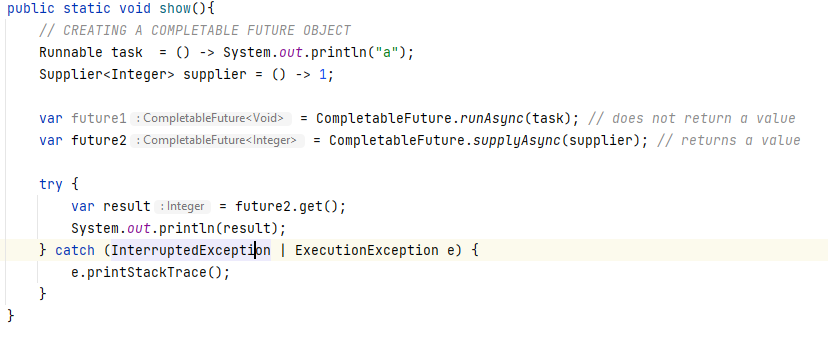 public static void show(){
// CREATING A COMPLETABLE FUTURE OBJECT
Runnable task  = () -> System.out.println("a");
Supplier<Integer> supplier = () -> 1;
var future1 : CompletableFuture<Void> = CompletableFuture.runAsync(task); // does not return a value
var future2 : CompletableFuture<Integer> = CompletableFuture.supplyAsync(supplier); // returns a value
try {
var result : Integer = future2.get();
System.out.println(result);
} catch (InterruptedException | ExecutionException e) {
e.printStackTrace();
}
}